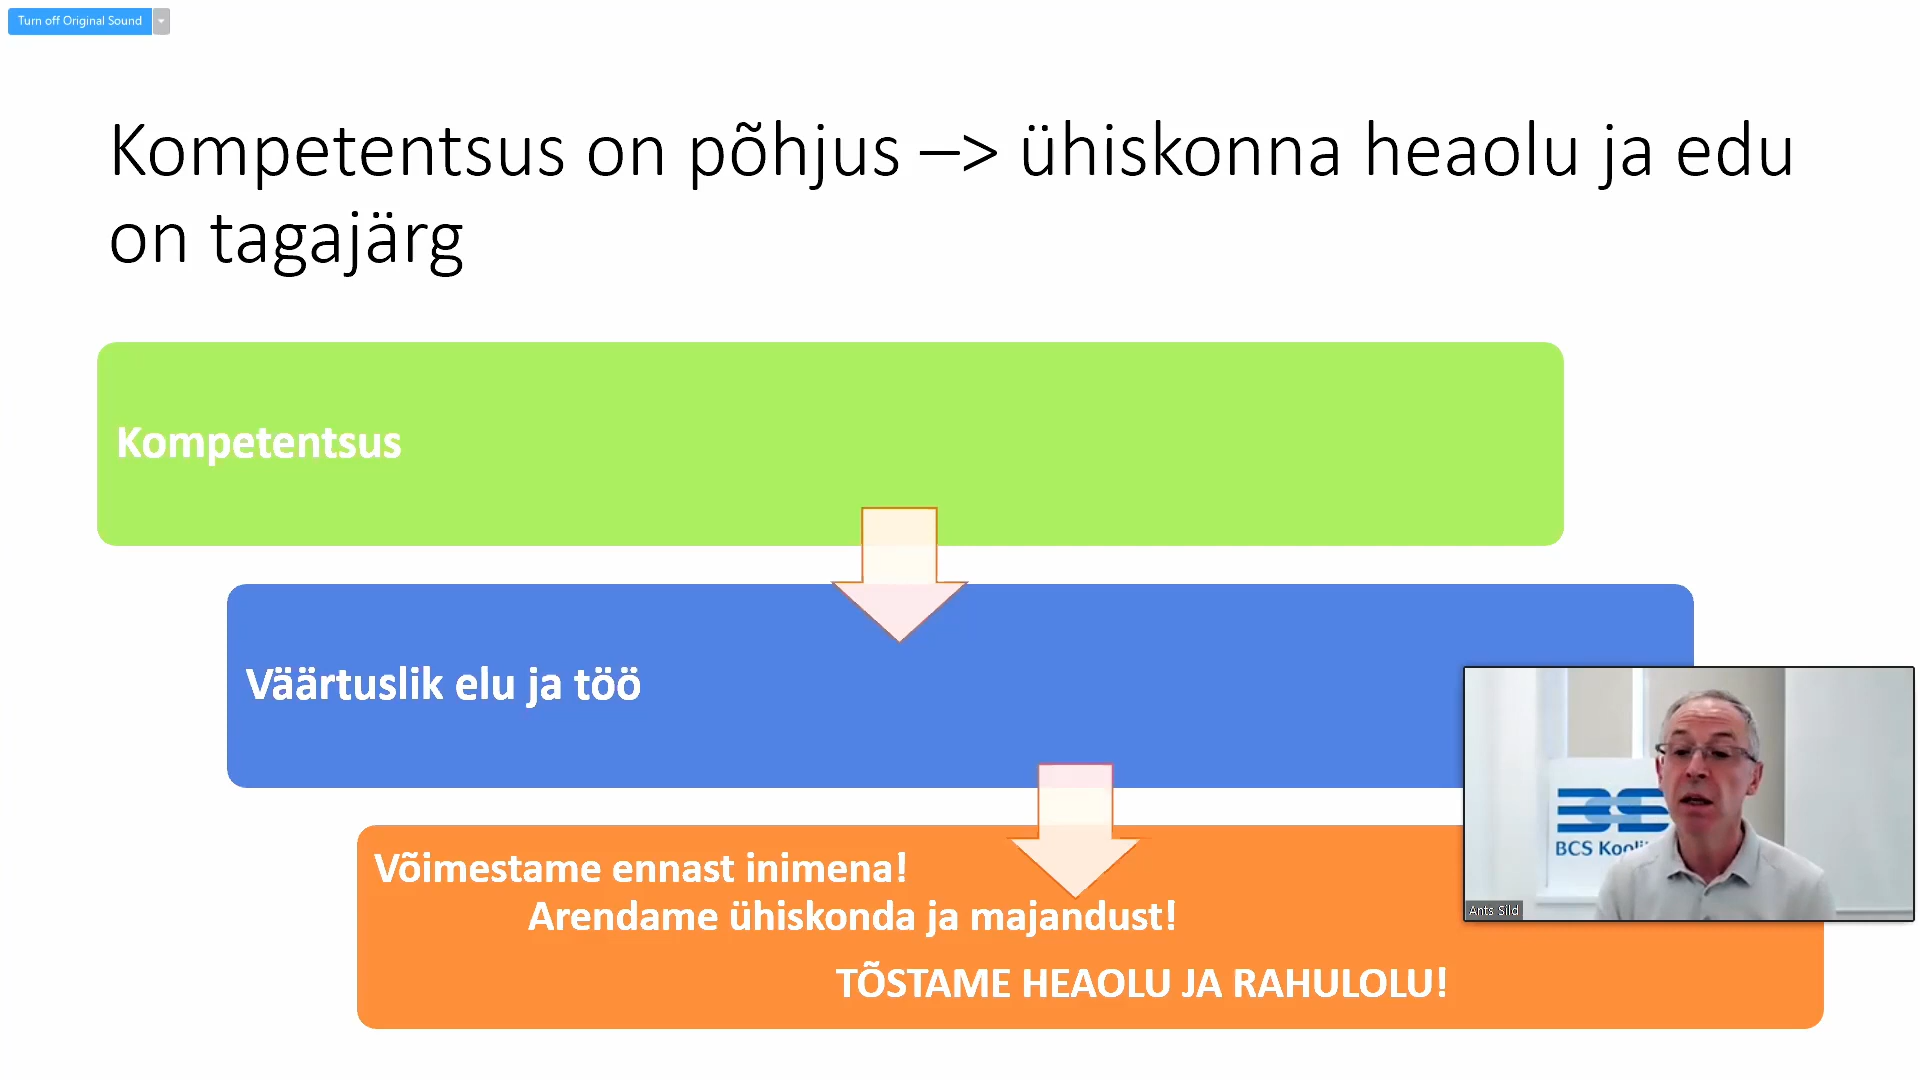 Turn off Original Sound
Kompetentsus on põhjus –> ühiskonna heaolu ja edu
on tagajärg
Kompetentsus
Väärtuslik elu ja töö
Võimestame ennast inimena!
Arendame ühiskonda ja majandust!
TÕSTAME HEAOLU JA RAHULOLU!
BCS
Ants Sild